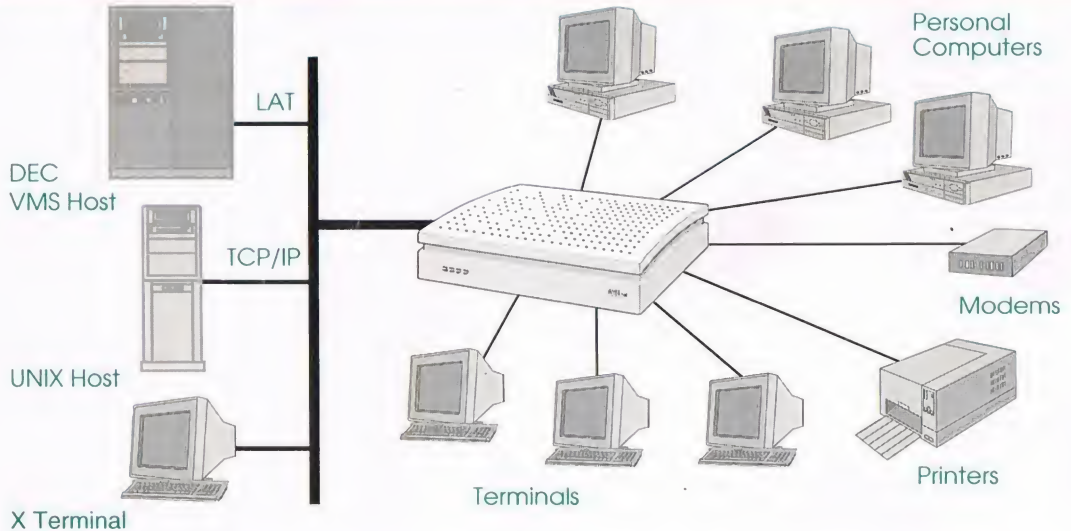 Personal
Computers
LAT
DEC
VMS Host
TCP/IP
Modems
UNIX Host
Printers
Terminals
X Terminal